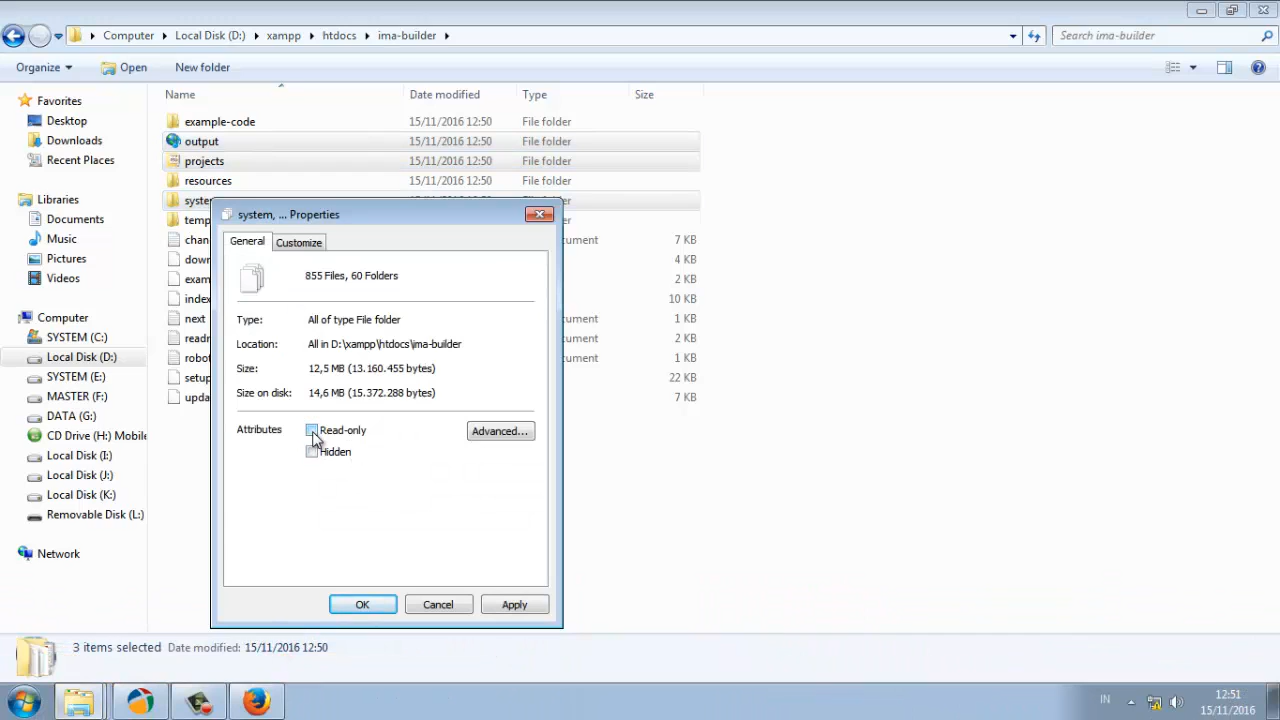 Computer Local Disk (D:) xampp htdocs ima-builder Search ima-builder
Organize Open New folder
Name Date modified Type Size
Favorites
Desktop
Downloads
Recent Places
Libraries
Documents
Music
Pictures
Videos
Computer
SYSTEM (C:)
Local Disk (D:)
SYSTEM (E:)
MASTER (F:)
DATA (G:)
CD Drive (H:) Mobile
Local Disk (I:)
Local Disk (J:)
Local Disk (K:)
Removable Disk (L:)
Network
example-code 15/11/2016 12:50 File folder
output 15/11/2016 12:50 File folder
projects 15/11/2016 12:50 File folder
resources 15/11/2016 12:50 File folder
syste
temp
chan ument 7 KB
down 4 KB
exam 2 KB
index 10 KB
next ument 1 KB
readr ument 1 KB
robot ument 1 KB
setup 22 KB
upda 7 KB
system, ... Properties
General Customize
855 Files, 60 Folders
Type: All of type File folder
Location: All in D:\xampp\htdocs\ima-builder
Size: 12,5 MB (13.160.455 bytes)
Size on disk: 14,6 MB (15.372.288 bytes)
Attributes Read-only Advanced...
Hidden
OK Cancel Apply
3 items selected Date modified: 15/11/2016 12:50
IN 12:51
15/11/2016